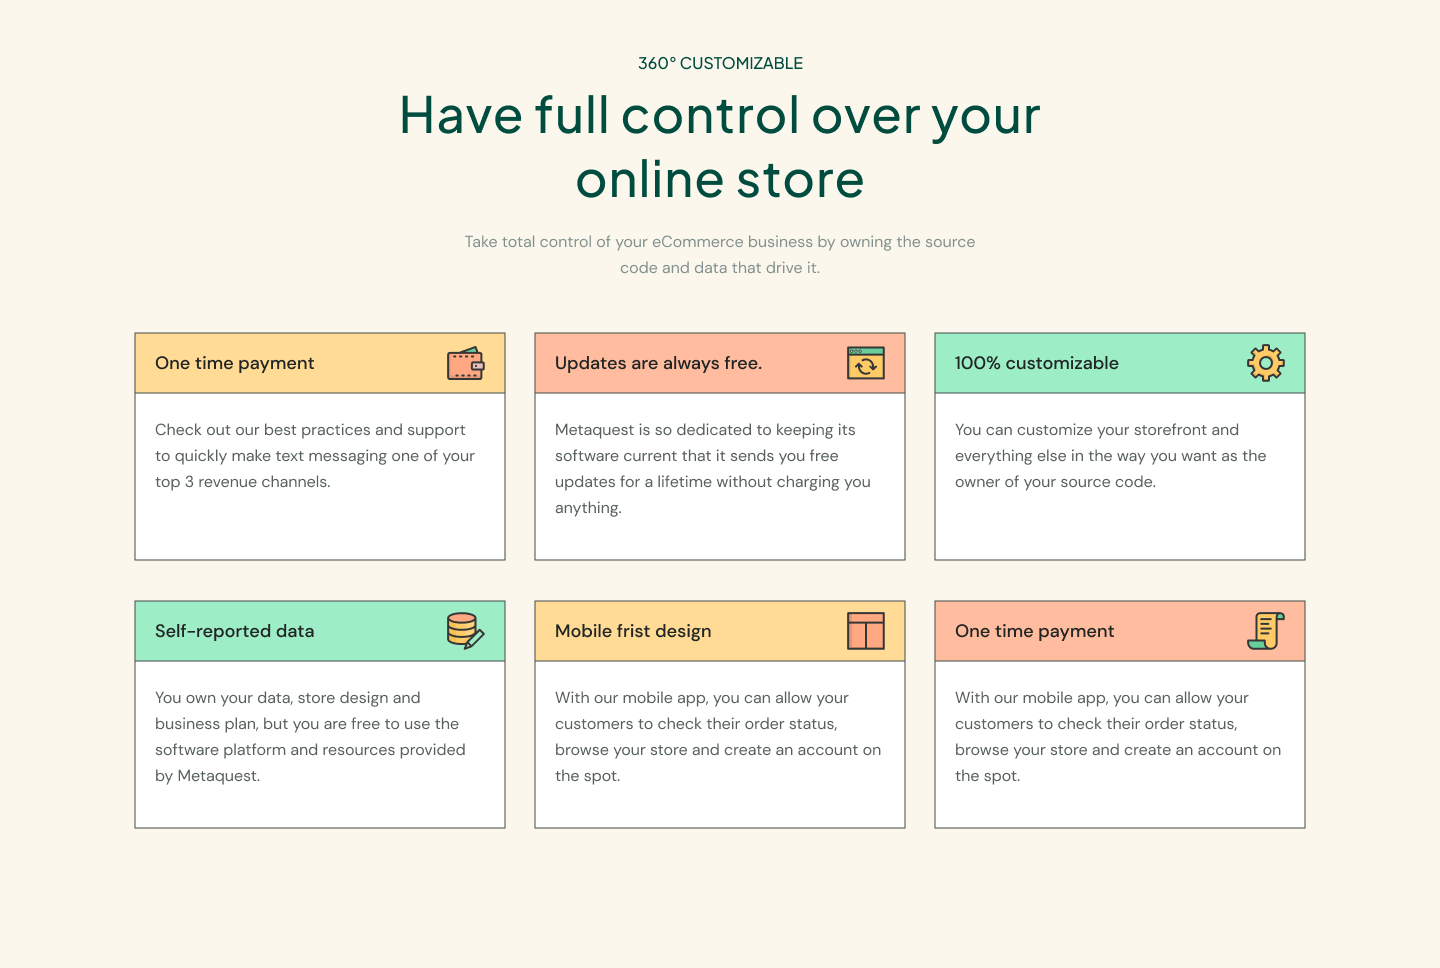 360° CUSTOMIZABLE
Have full control over your
online store
Take total control of your eCommerce business by owning the source
code and data that drive it.
One time payment
Check out our best practices and support
to quickly make text messaging one of your
top 3 revenue channels.
Updates are always free.
Metaquest is so dedicated to keeping its
software current that it sends you free
updates for a lifetime without charging you
anything.
100% customizable
You can customize your storefront and
everything else in the way you want as the
owner of your source code.
Self-reported data
You own your data, store design and
business plan, but you are free to use the
software platform and resources provided
by Metaquest.
Mobile frist design
With our mobile app, you can allow your
customers to check their order status,
browse your store and create an account on
the spot.
One time payment
With our mobile app, you can allow your
customers to check their order status,
browse your store and create an account on
the spot.